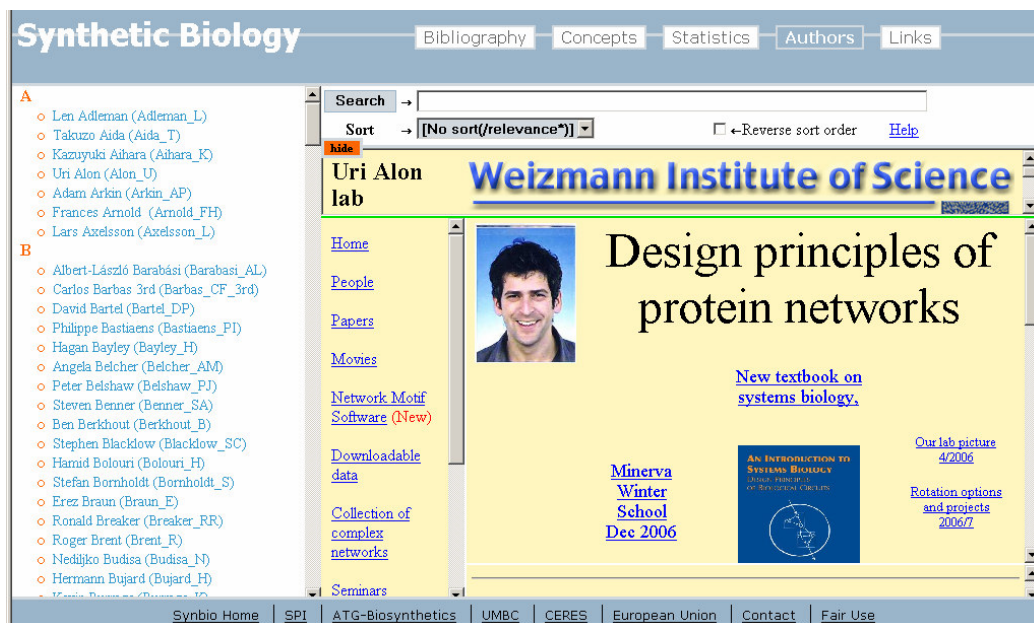 Synthetic Biology
Bibliography
Concepts
Statistics
Authors
Links
A
Len Adleman (Adleman_L)
Takuzo Aida (Aida_T)
Kazuyuki Aihara (Aihara_K)
Uri Alon (Alon_U)
Adam Arkin (Arkin_AP)
Frances Arnold (Arnold_FH)
Lars Axelsson (Axelsson_L)
B
Albert-László Barabási (Barabasi_AL)
Carlos Barbas 3rd (Barbas_CF_3rd)
David Bartel (Bartel_DP)
Philippe Bastiaens (Bastiaens_PI)
Hagan Bayley (Bayley_H)
Angela Belcher (Belcher_AM)
Peter Belshaw (Belshaw_PJ)
Steven Benner (Benner_SA)
Ben Berkhout (Berkhout_B)
Stephen Blacklow (Blacklow_SC)
Hamid Bolouri (Bolouri_H)
Stefan Bornholdt (Bornholdt_S)
Erez Braun (Braun_E)
Ronald Breaker (Breaker_RR)
Roger Brent (Brent_R)
Nediljko Budisa (Budisa_N)
Hermann Bujard (Bujard_H)
Search →
Sort → [No sort(/relevance*)]
←Reverse sort order
Help
hide
Uri Alon
lab
Weizmann Institute of Science
Home
People
Papers
Movies
Network Motif
Software (New)
Downloadable
data
Collection of
complex
networks
Seminars
Design principles of
protein networks
New textbook on
systems biology,
Minerva
Winter
School
Dec 2006
AN INTRODUCTION TO
SYSTEMS BIOLOGY
DESIGN PRINCIPLES
OF BIOLOGICAL CIRCUITS
Our lab picture
4/2006
Rotation options
and projects
2006/7
Synbio Home | SPI | ATG-Biosynthetics | UMBC | CERES | European Union | Contact | Fair Use